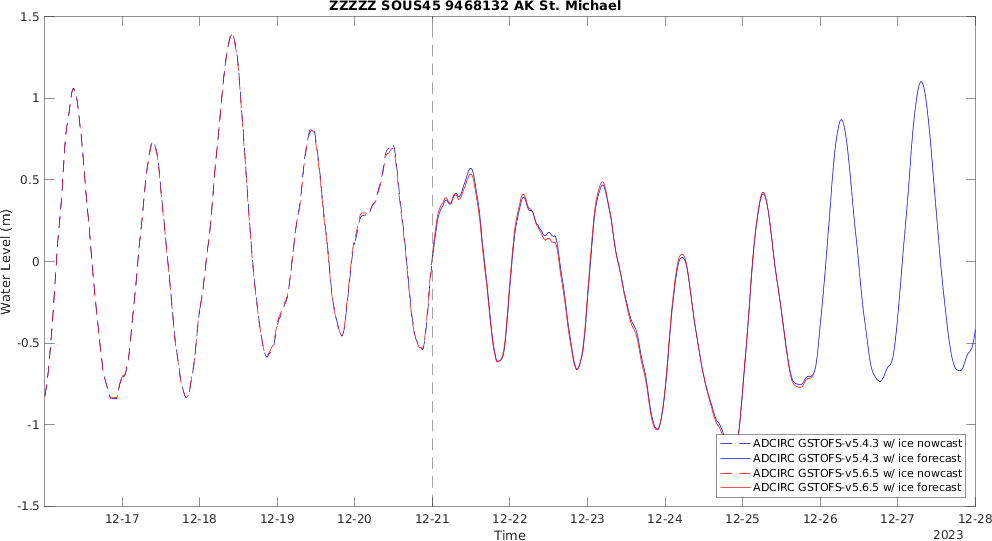 ZZZZZ SOUS45 9468132 AK St. Michael
1.5
1
0.5
0
-0.5
-1
-1.5
Water Level (m)
ADCIRC GSTOFS-v5.4.3 w/ ice nowcast
ADCIRC GSTOFS-v5.4.3 w/ ice forecast
ADCIRC GSTOFS-v5.6.5 w/ ice nowcast
ADCIRC GSTOFS-v5.6.5 w/ ice forecast
12-17 12-18 12-19 12-20 12-21 12-22 12-23 12-24 12-25 12-26 12-27 12-28
Time
2023